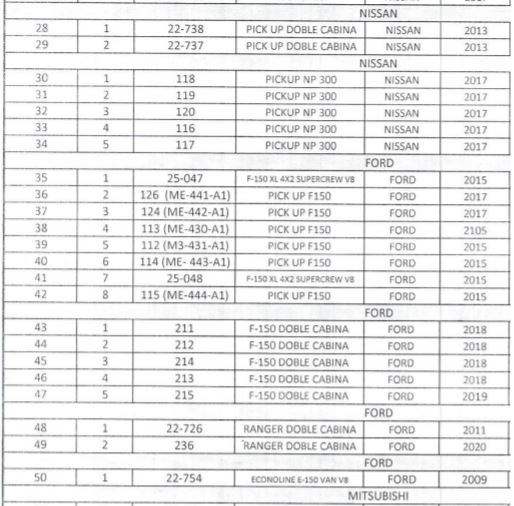 NISSAN
28 1 22-738 PICK UP DOBLE CABINA NISSAN 2013
29 2 22-737 PICK UP DOBLE CABINA NISSAN 2013
NISSAN
30 1 118 PICKUP NP 300 NISSAN 2017
31 2 119 PICKUP NP 300 NISSAN 2017
32 3 120 PICKUP NP 300 NISSAN 2017
33 4 116 PICKUP NP 300 NISSAN 2017
34 5 117 PICKUP NP 300 NISSAN 2017
FORD
35 1 25-047 F-150 XL 4X2 SUPERCREW V8 FORD 2015
36 2 126 (ME-441-A1) PICK UP F150 FORD 2017
37 3 124 (ME-442-A1) PICK UP F150 FORD 2017
38 4 113 (ME-430-A1) PICK UP F150 FORD 2105
39 5 112 (M3-431-A1) PICK UP F150 FORD 2015
40 6 114 (ME- 443-A1) PICK UP F150 FORD 2015
41 7 25-048 F-150 XL 4X2 SUPERCREW V8 FORD 2015
42 8 115 (ME-444-A1) PICK UP F150 FORD 2015
FORD
43 1 211 F-150 DOBLE CABINA FORD 2018
44 2 212 F-150 DOBLE CABINA FORD 2018
45 3 214 F-150 DOBLE CABINA FORD 2018
46 4 213 F-150 DOBLE CABINA FORD 2018
47 5 215 F-150 DOBLE CABINA FORD 2019
FORD
48 1 22-726 RANGER DOBLE CABINA FORD 2011
49 2 236 RANGER DOBLE CABINA FORD 2020
FORD
50 1 22-754 ECONOLINE E-150 VAN V8 FORD 2009
MITSUBISHI